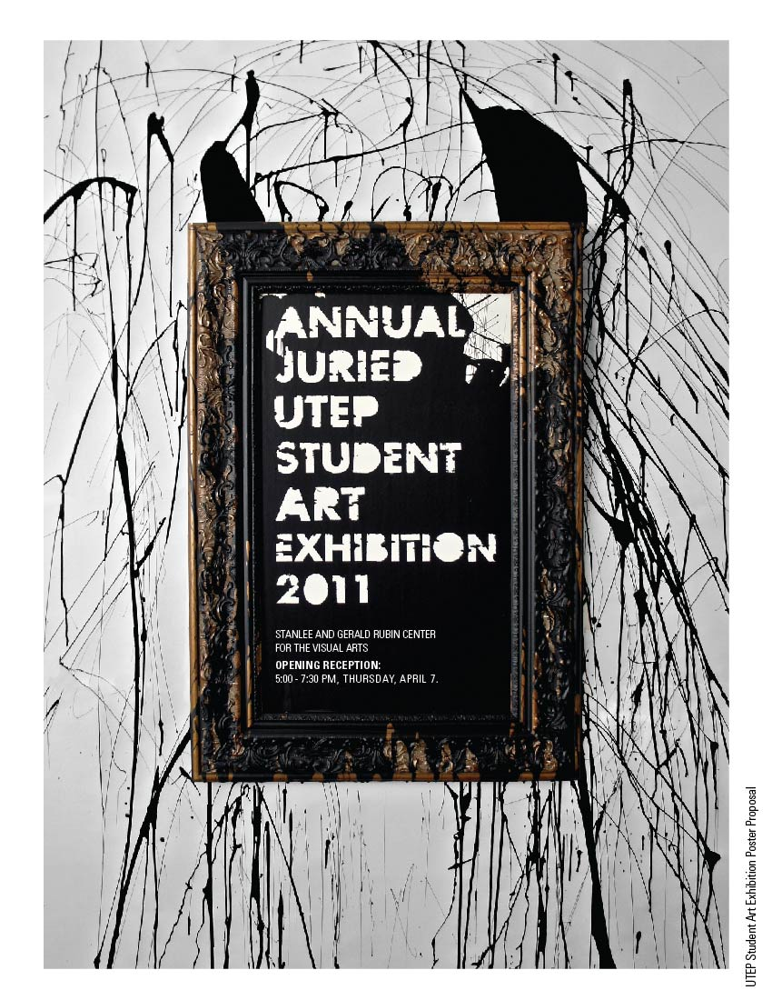 ANNUAL
JURIED
UTEP
STUDENT
ART
EXHIBITION
2011
STANLEE AND GERALD RUBIN CENTER
FOR THE VISUAL ARTS
OPENING RECEPTION:
5:00 - 7:30 PM, THURSDAY, APRIL 7.
UTEP Student Art Exhibition Poster Proposal